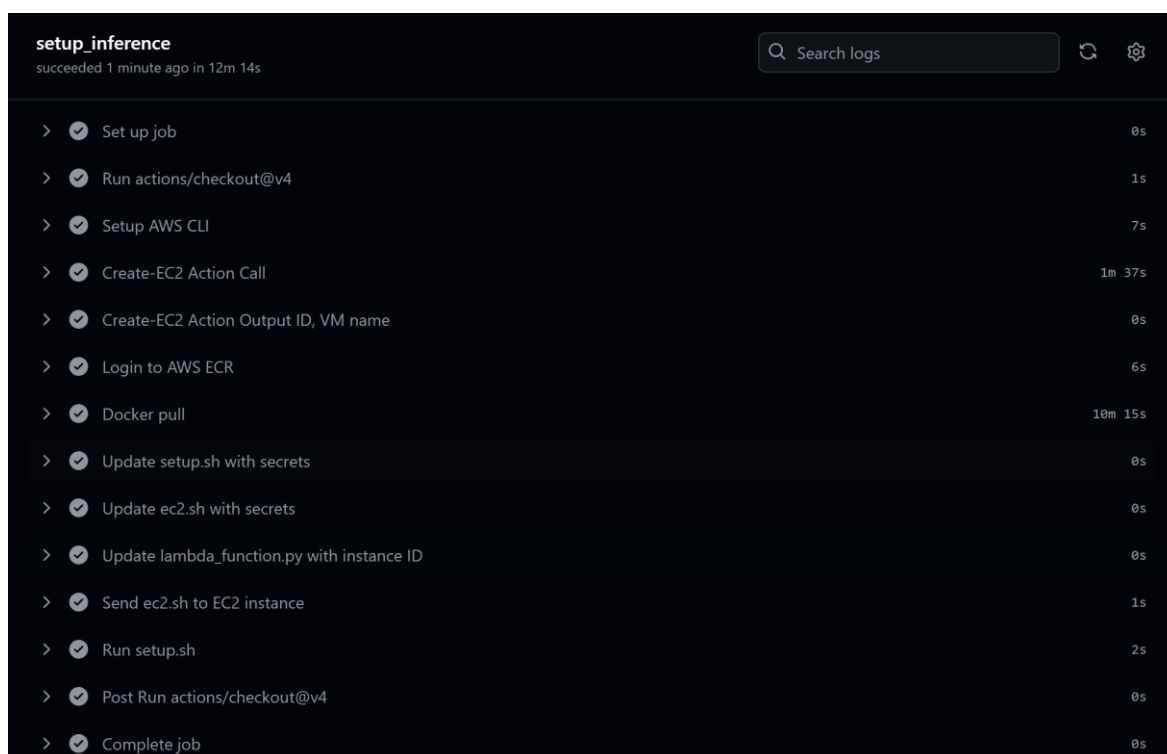 setup_inference
succeeded 1 minute ago in 12m 14s
Search logs
Set up job 0s
Run actions/checkout@v4 1s
Setup AWS CLI 7s
Create-EC2 Action Call 1m 37s
Create-EC2 Action Output ID, VM name 0s
Login to AWS ECR 6s
Docker pull 10m 15s
Update setup.sh with secrets 0s
Update ec2.sh with secrets 0s
Update lambda_function.py with instance ID 0s
Send ec2.sh to EC2 instance 1s
Run setup.sh 2s
Post Run actions/checkout@v4 0s
Complete job 0s